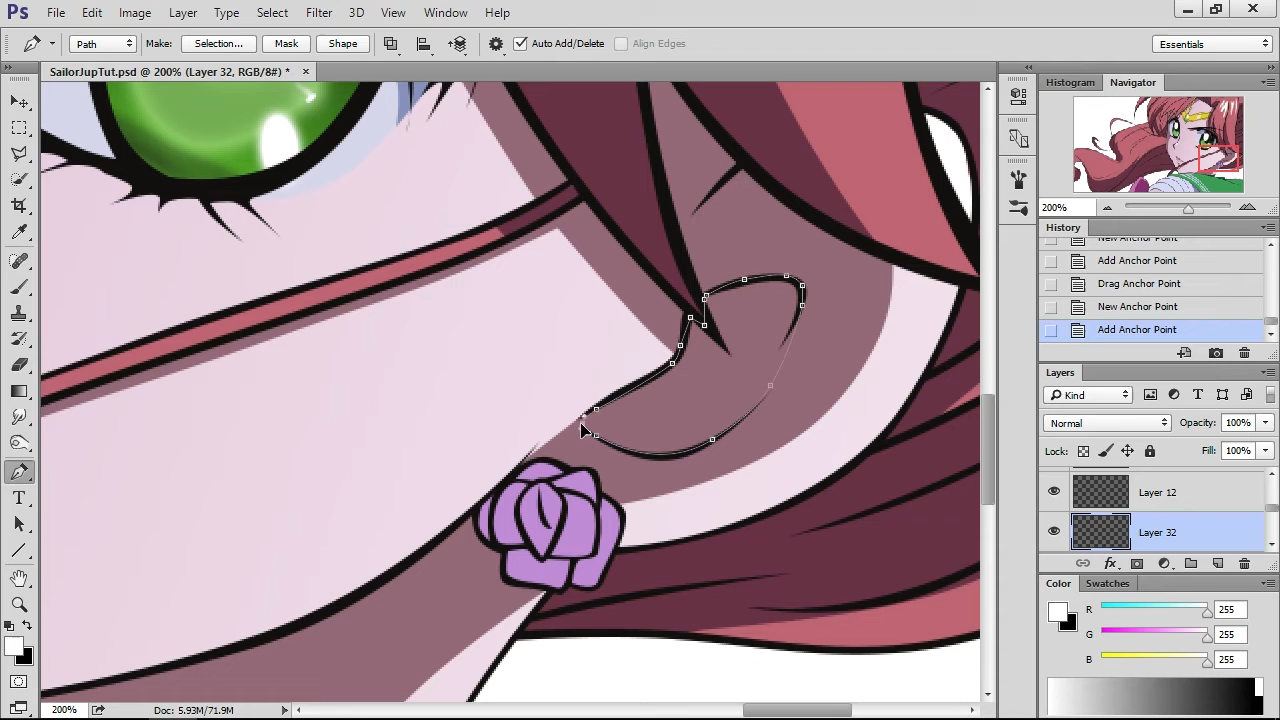 Ps File Edit Image Layer Type Select Filter 3D View Window Help
Path Make: Selection... Mask Shape Auto Add/Delete Align Edges Essentials
SailorJupTut.psd @ 200% (Layer 32, RGB/8#) * ×
Histogram Navigator
200%
History
New Anchor Point
Add Anchor Point
Drag Anchor Point
New Anchor Point
Add Anchor Point
Layers
Kind
Normal Opacity: 100%
Lock: Fill: 100%
Layer 12
Layer 32
fx
Color Swatches
R 255
G 255
B 255
200% Doc: 5.93M/71.9M